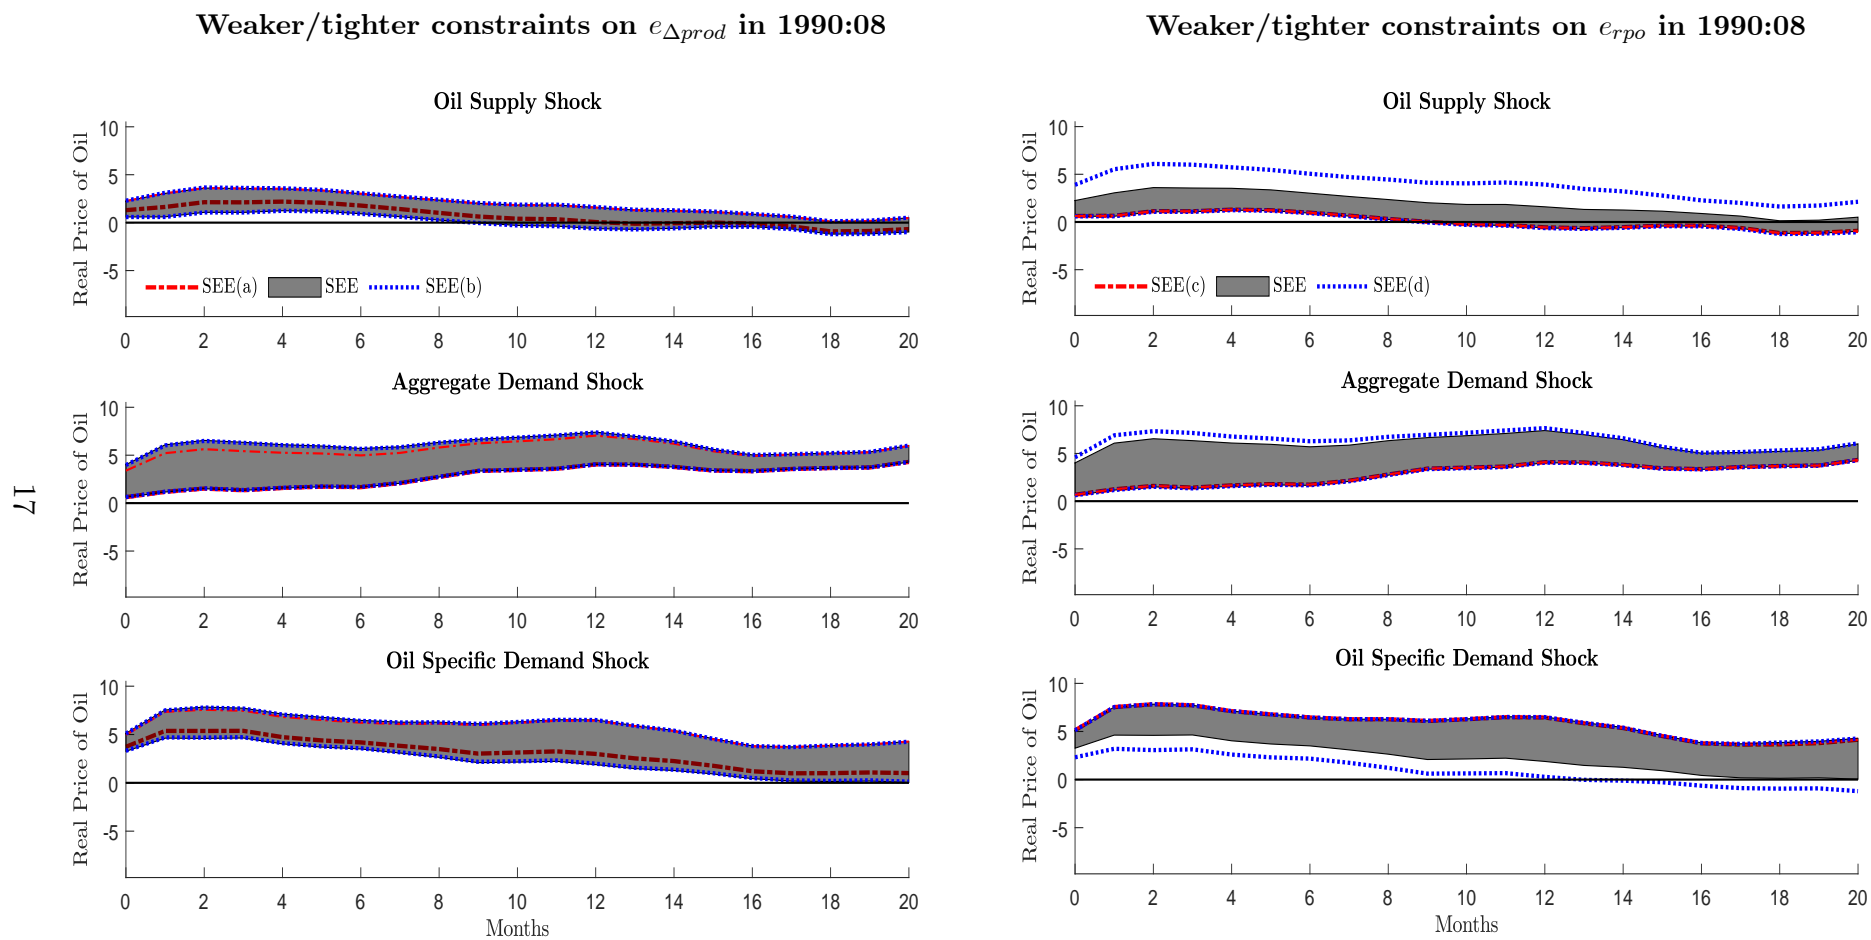 Weaker/tighter constraints on e_{Δprod} in 1990:08
Oil Supply Shock
Real Price of Oil
10
5
0
-5
SEE(a) SEE SEE(b)
0 2 4 6 8 10 12 14 16 18 20
Aggregate Demand Shock
Real Price of Oil
10
5
0
-5
0 2 4 6 8 10 12 14 16 18 20
Oil Specific Demand Shock
Real Price of Oil
10
5
0
-5
0 2 4 6 8 10 12 14 16 18 20
Months
Weaker/tighter constraints on e_{rpo} in 1990:08
Oil Supply Shock
Real Price of Oil
10
5
0
-5
SEE(c) SEE SEE(d)
0 2 4 6 8 10 12 14 16 18 20
Aggregate Demand Shock
Real Price of Oil
10
5
0
-5
0 2 4 6 8 10 12 14 16 18 20
Oil Specific Demand Shock
Real Price of Oil
10
5
0
-5
0 2 4 6 8 10 12 14 16 18 20
Months
17